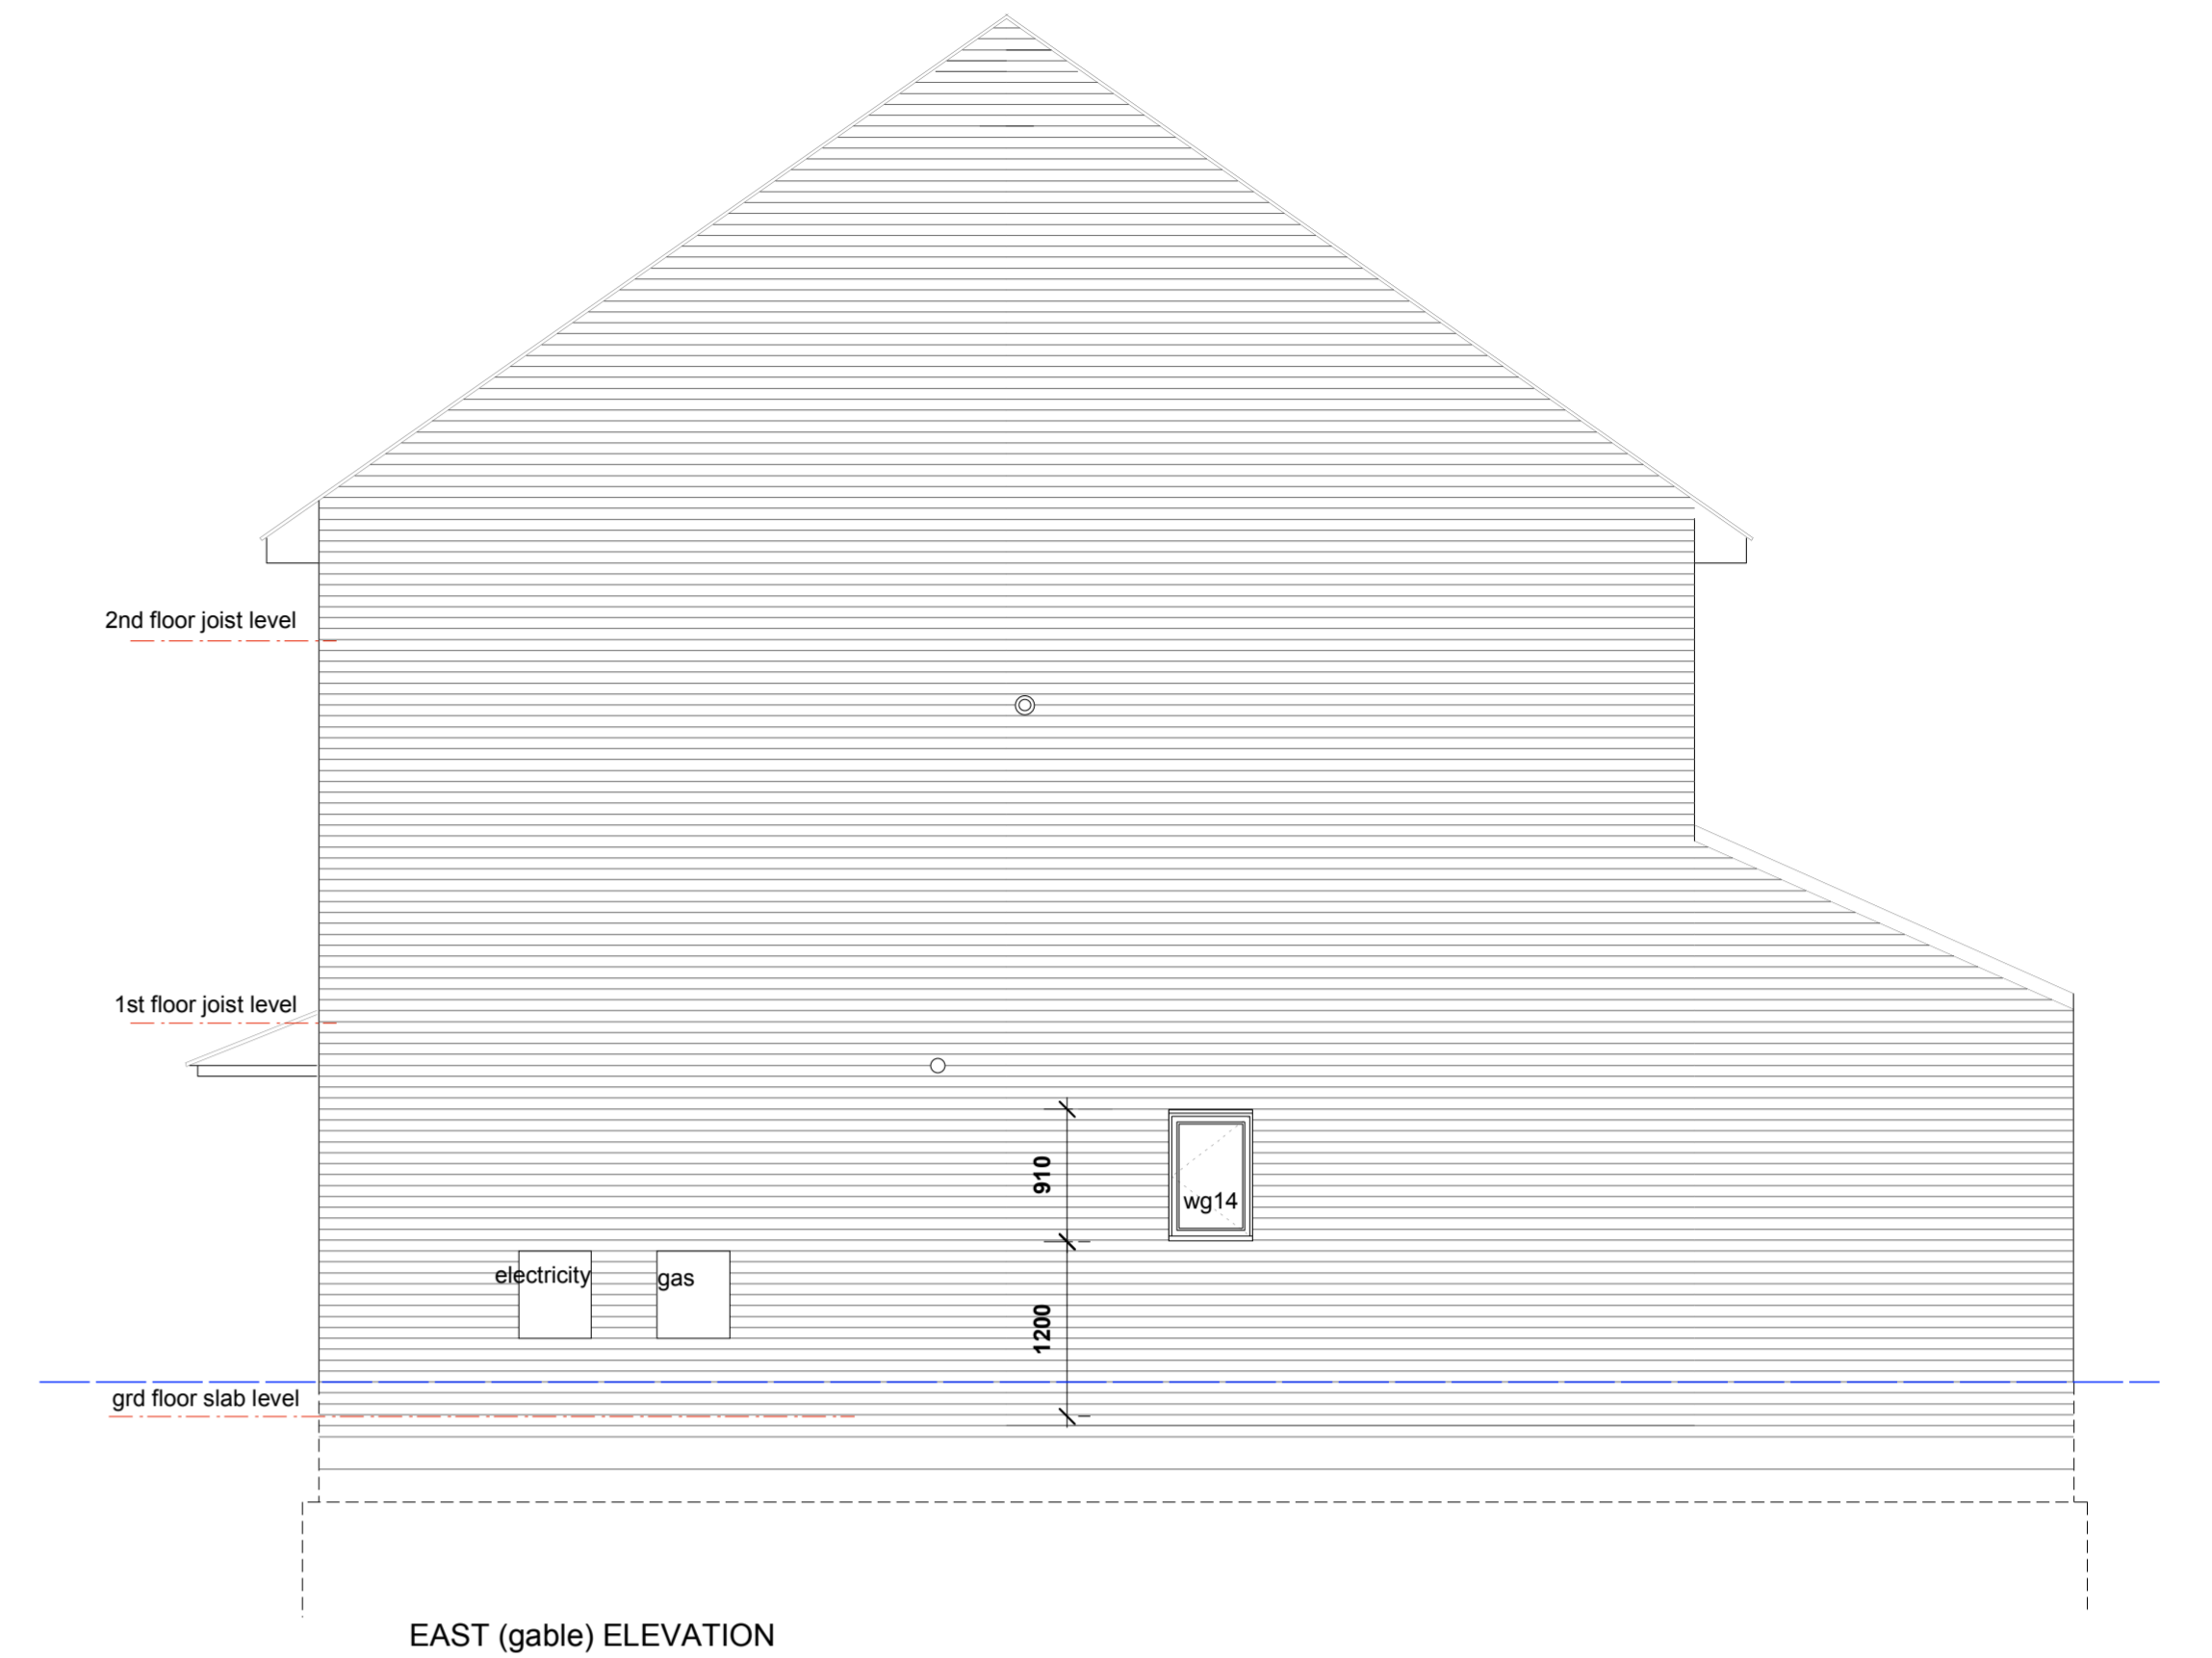 2nd floor joist level
1st floor joist level
910
wg14
electricity
gas
1200
grd floor slab level
EAST (gable) ELEVATION